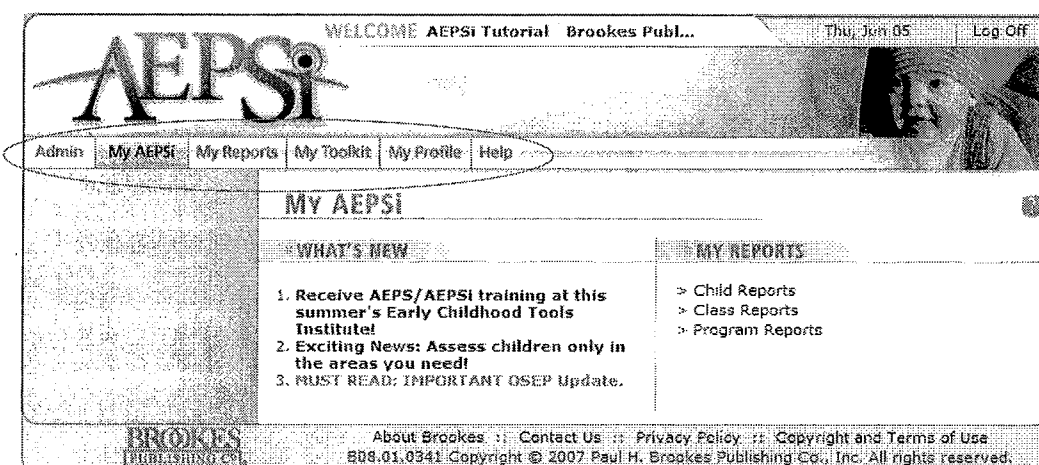 WELCOME AEPSi Tutorial Brookes Publ... Thu, Jun 05 Log Off
AEPSi
Admin My AEPSi My Reports My Toolkit My Profile Help
MY AEPSi
WHAT'S NEW
1. Receive AEPS/AEPSi training at this
summer's Early Childhood Tools
Institute!
2. Exciting News: Assess children only in
the areas you need!
3. MUST READ: IMPORTANT OSEP Update.
MY REPORTS
> Child Reports
> Class Reports
> Program Reports
BROOKES
PUBLISHING CO.
About Brookes :: Contact Us :: Privacy Policy :: Copyright and Terms of Use
B08.01.0341 Copyright © 2007 Paul H. Brookes Publishing Co., Inc. All rights reserved.